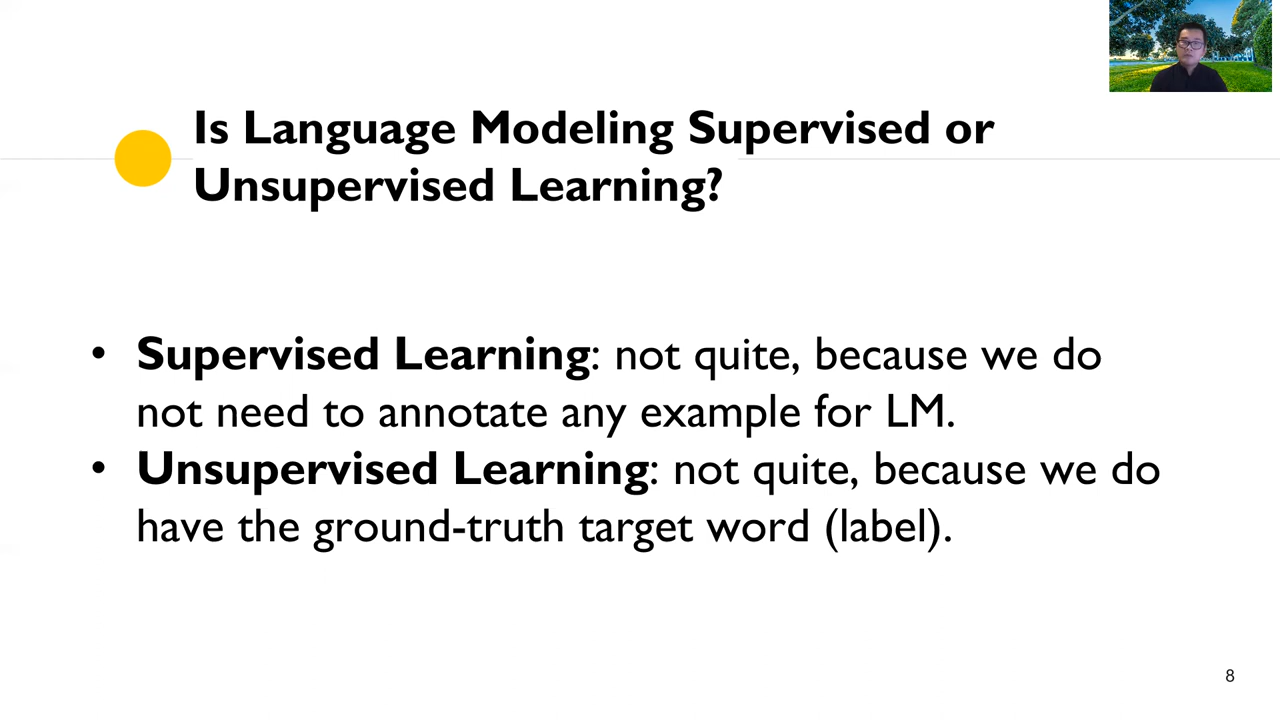 Is Language Modeling Supervised or
Unsupervised Learning?
• Supervised Learning: not quite, because we do
not need to annotate any example for LM.
• Unsupervised Learning: not quite, because we do
have the ground-truth target word (label).
8